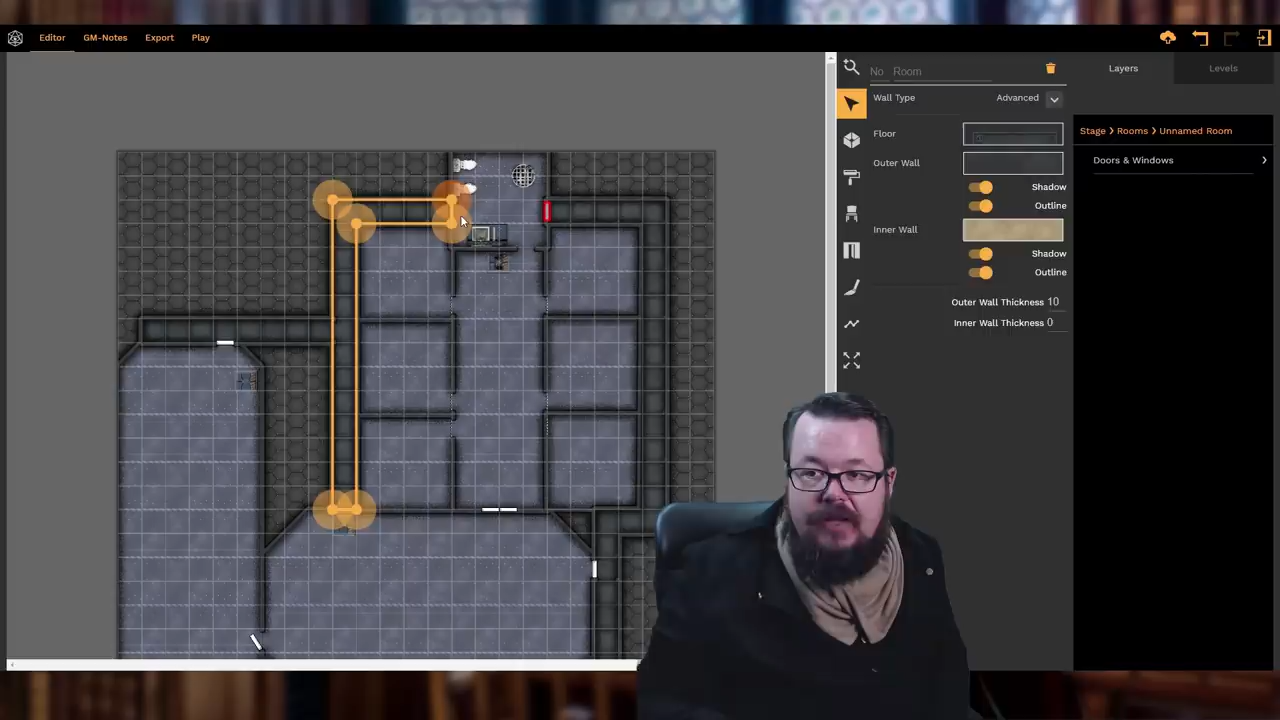 Editor GM-Notes Export Play
No Room
Layers Levels
Wall Type Advanced
Floor
Stage > Rooms > Unnamed Room
Outer Wall
Doors & Windows
Shadow
Outline
Inner Wall
Shadow
Outline
Outer Wall Thickness 10
Inner Wall Thickness 0